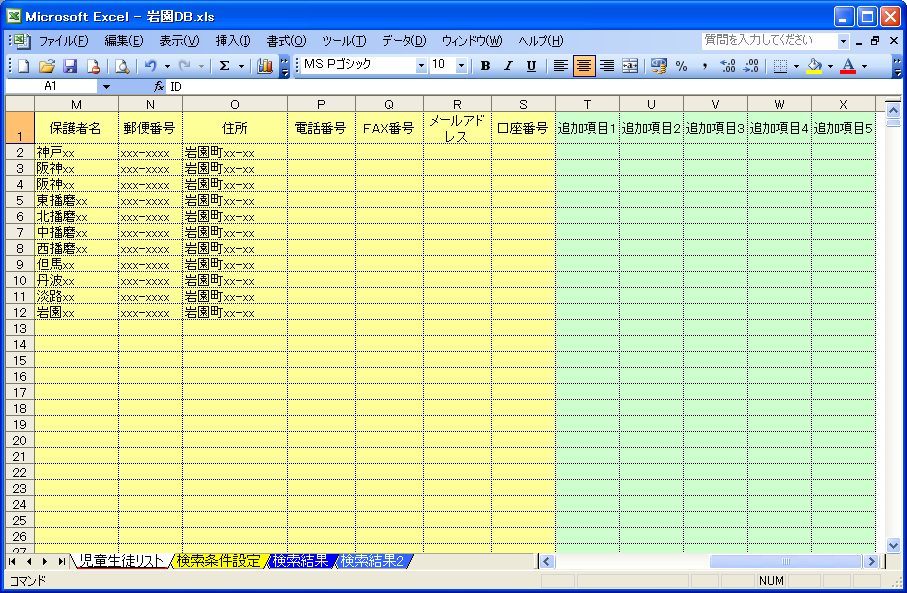 Microsoft Excel - 岩園DB.xls
ファイル(F) 編集(E) 表示(V) 挿入(I) 書式(O) ツール(T) データ(D) ウィンドウ(W) ヘルプ(H) 質問を入力してください
MS Pゴシック 10 B I U
A1 fx ID
M N O P Q R S T U V W X
1 保護者名 郵便番号 住所 電話番号 FAX番号 メールアド 口座番号 追加項目1 追加項目2 追加項目3 追加項目4 追加項目5
レス
2 神戸xx xxx-xxxx 岩園町xx-xx
3 阪神xx xxx-xxxx 岩園町xx-xx
4 阪神xx xxx-xxxx 岩園町xx-xx
5 東播磨xx xxx-xxxx 岩園町xx-xx
6 北播磨xx xxx-xxxx 岩園町xx-xx
7 中播磨xx xxx-xxxx 岩園町xx-xx
8 西播磨xx xxx-xxxx 岩園町xx-xx
9 但馬xx xxx-xxxx 岩園町xx-xx
10 丹波xx xxx-xxxx 岩園町xx-xx
11 淡路xx xxx-xxxx 岩園町xx-xx
12 岩園xx xxx-xxxx 岩園町xx-xx
13
14
15
16
17
18
19
20
21
22
23
24
25
26
27
児童生徒リスト 検索条件設定 検索結果 検索結果2
コマンド NUM